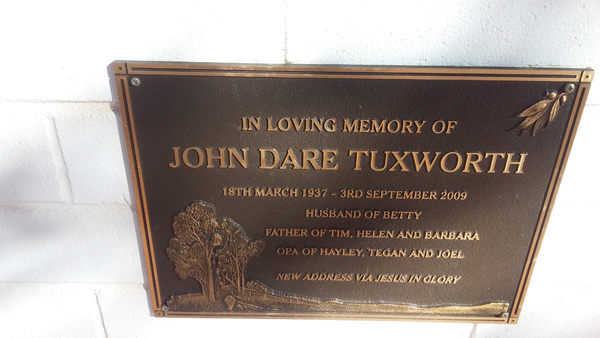 IN LOVING MEMORY OF
JOHN DARE TUXWORTH
18TH MARCH 1937 - 3RD SEPTEMBER 2009
HUSBAND OF BETTY
FATHER OF TIM, HELEN AND BARBARA
OPA OF HAYLEY, TEGAN AND JOEL
NEW ADDRESS VIA JESUS IN GLORY